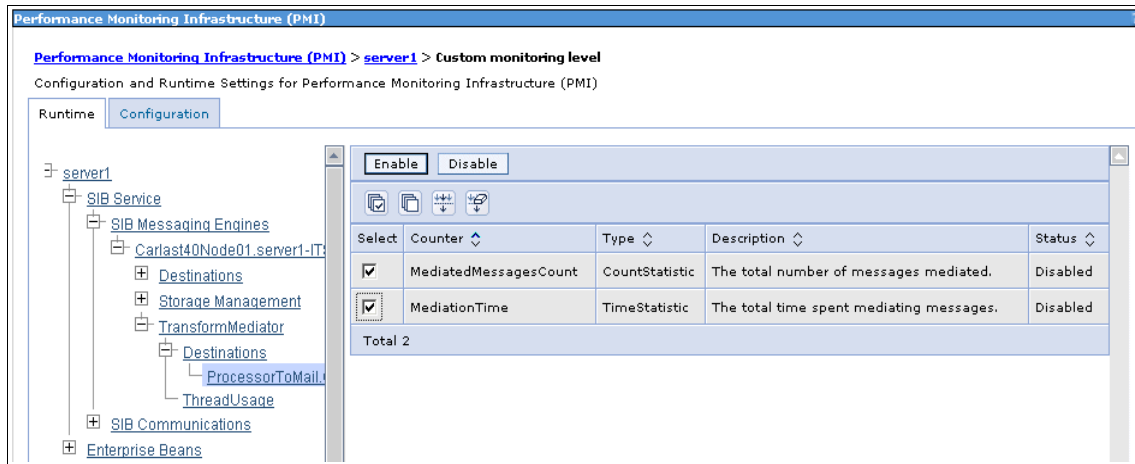 Performance Monitoring Infrastructure (PMI)
Performance Monitoring Infrastructure (PMI) > server1 > Custom monitoring level
Configuration and Runtime Settings for Performance Monitoring Infrastructure (PMI)
Runtime Configuration
server1
SIB Service
SIB Messaging Engines
Carlast40Node01.server1-ITS
Destinations
Storage Management
TransformMediator
Destinations
ProcessorToMail.
ThreadUsage
SIB Communications
Enterprise Beans
Enable Disable
Select Counter Type Description Status
MediatedMessagesCount CountStatistic The total number of messages mediated. Disabled
MediationTime TimeStatistic The total time spent mediating messages. Disabled
Total 2